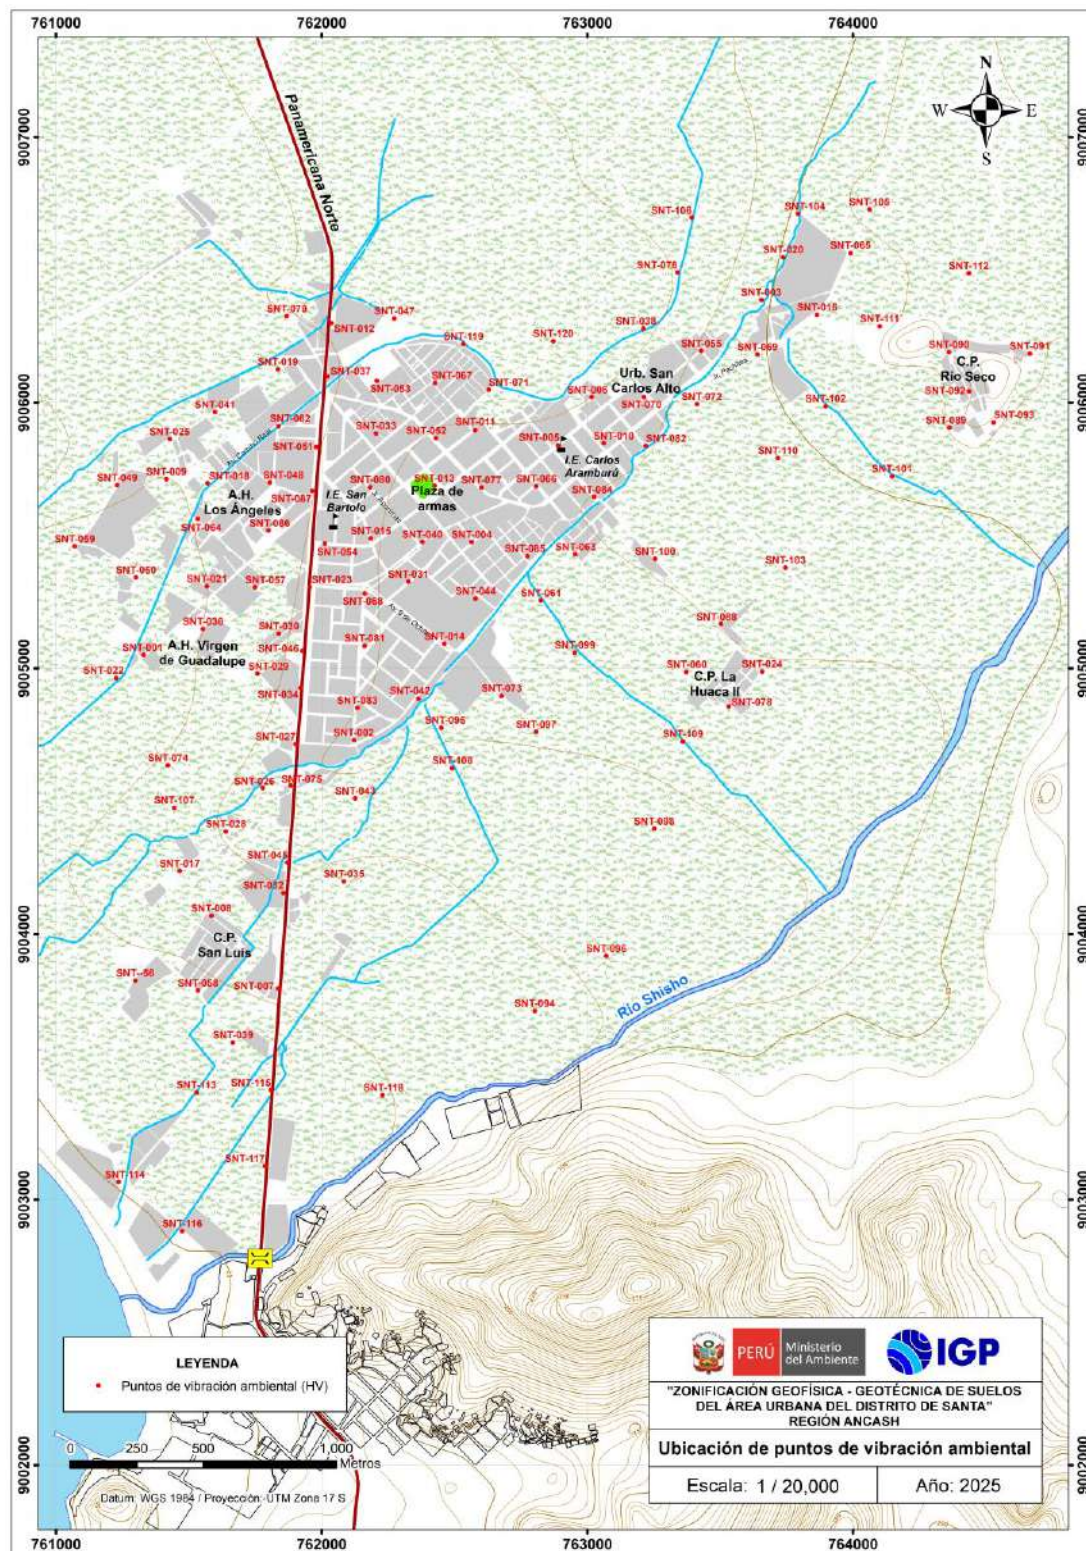 761000 762000 763000 764000
N
W E
S
9007000
9007000
Panamericana Norte
SNT-106
SNT-104
SNT-105
SNT-020
SNT-065
SNT-078
SNT-112
SNT-079
SNT-047
SNT-012
SNT-003
SNT-016
SNT-111
SNT-038
SNT-119
SNT-120
SNT-055
SNT-069
SNT-090
SNT-091
SNT-019
SNT-037
SNT-053
SNT-067
SNT-071
Urb. San
Carlos Alto
C.P.
Rio Seco
SNT-092
9006000
9006000
SNT-006
SNT-070
SNT-072
SNT-102
SNT-041
SNT-062
SNT-033
SNT-052
SNT-011
SNT-089
SNT-093
SNT-025
SNT-051
SNT-005
SNT-010
SNT-082
I.E. Carlos
Aramburú
SNT-110
SNT-101
SNT-049
SNT-009
SNT-018
SNT-048
SNT-080
SNT-013
SNT-077
SNT-066
SNT-084
A.H.
Los Ángeles
SNT-087
I.E. San
Bartolo
Plaza de
armas
SNT-064
SNT-086
SNT-059
SNT-054
SNT-015
SNT-040
SNT-004
SNT-085
SNT-063
SNT-100
SNT-103
SNT-050
SNT-021
SNT-057
SNT-023
SNT-031
SNT-068
SNT-044
SNT-061
SNT-036
SNT-030
SNT-088
SNT-081
SNT-014
A.H. Virgen
de Guadalupe
SNT-001
SNT-046
SNT-099
9005000
9005000
SNT-022
SNT-029
SNT-060
SNT-024
C.P. La
Huaca II
SNT-034
SNT-083
SNT-042
SNT-073
SNT-078
SNT-027
SNT-002
SNT-097
SNT-109
SNT-074
SNT-108
SNT-026
SNT-075
SNT-043
SNT-107
SNT-028
SNT-098
SNT-017
SNT-045
SNT-035
SNT-032
SNT-008
9004000
9004000
C.P.
San Luis
SNT--56
SNT-058
SNT-007
SNT-094
Río Shisho
SNT-039
SNT-113
SNT-115
SNT-118
SNT-117
SNT-114
9003000
9003000
SNT-116
LEYENDA
Puntos de vibración ambiental (HV)
PERÚ
Ministerio
del Ambiente
IGP
"ZONIFICACIÓN GEOFÍSICA - GEOTÉCNICA DE SUELOS
DEL ÁREA URBANA DEL DISTRITO DE SANTA"
REGIÓN ANCASH
Ubicación de puntos de vibración ambiental
Escala: 1 / 20,000
Año: 2025
0 250 500 1,000
Metros
Datum: WGS 1984 / Proyección: UTM Zona 17 S
9002000
9002000
761000 762000 763000 764000